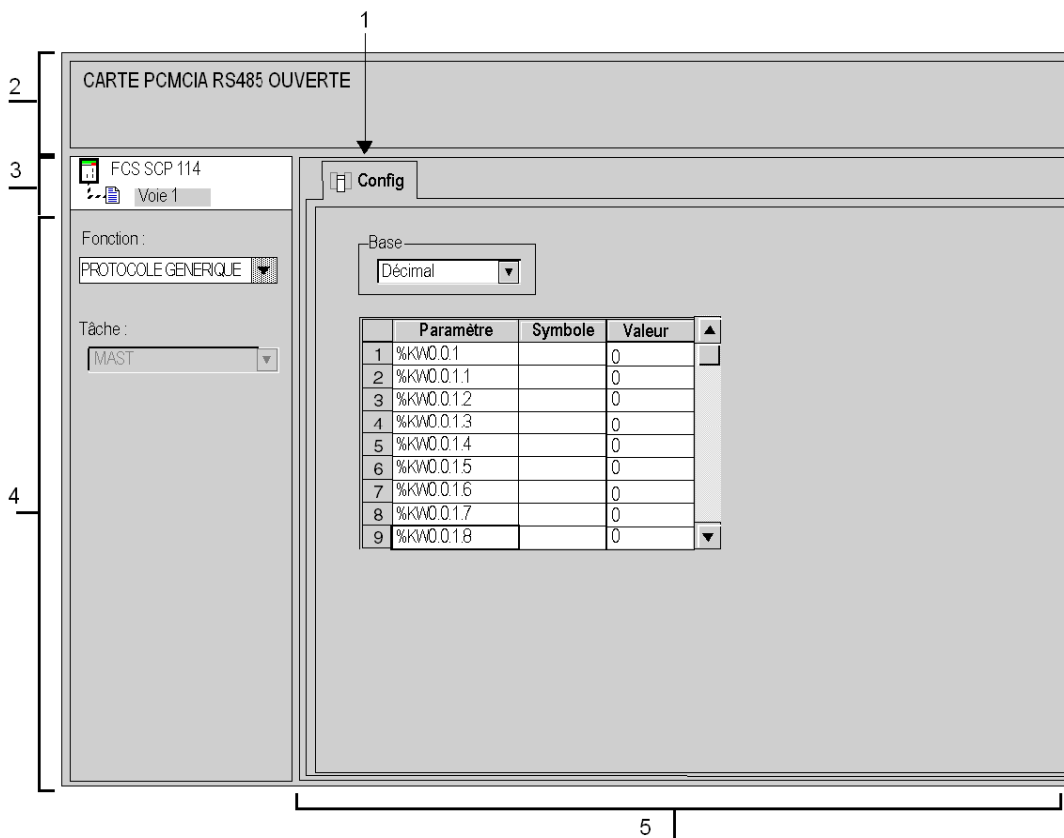 1
2
CARTE PCMCIA RS485 OUVERTE
3
FCS SCP 114
Voie 1
Config
4
Fonction :
PROTOCOLE GENERIQUE
Tâche :
MAST
Base
Décimal
Paramètre Symbole Valeur
1 %KW0.0.1 0
2 %KW0.0.1.1 0
3 %KW0.0.1.2 0
4 %KW0.0.1.3 0
5 %KW0.0.1.4 0
6 %KW0.0.1.5 0
7 %KW0.0.1.6 0
8 %KW0.0.1.7 0
9 %KW0.0.1.8 0
5